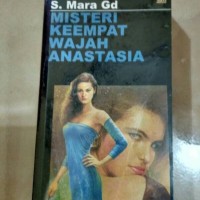 S. Mara Gd
MISTERI
KEEMPAT
WAJAH
ANASTASIA